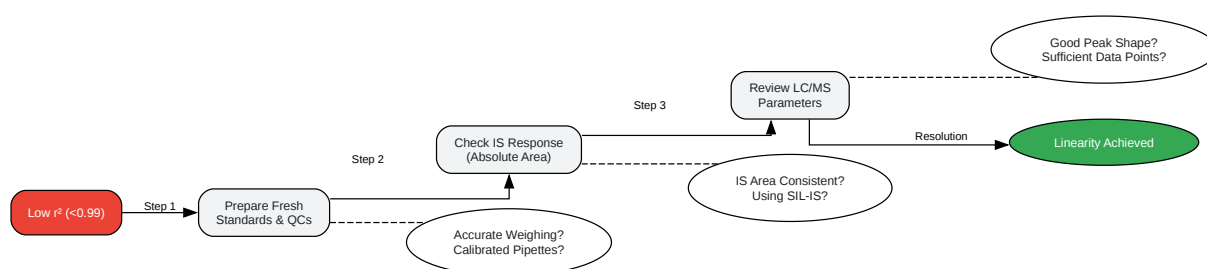 Low r² (<0.99)
Step 1
Prepare Fresh
Standards & QCs
Accurate Weighing?
Calibrated Pipettes?
Step 2
Check IS Response
(Absolute Area)
IS Area Consistent?
Using SIL-IS?
Step 3
Review LC/MS
Parameters
Good Peak Shape?
Sufficient Data Points?
Resolution
Linearity Achieved